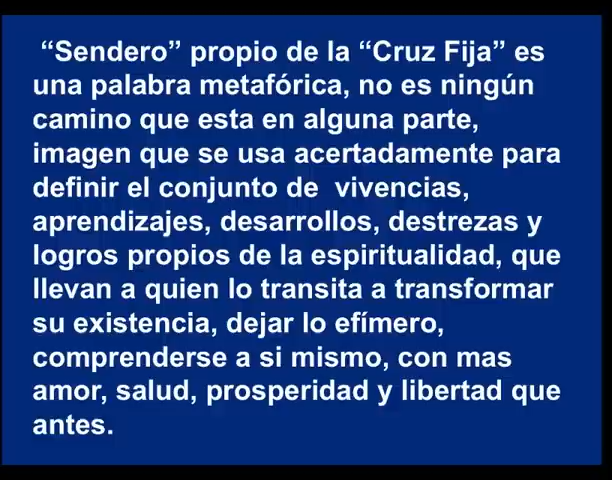 “Sendero” propio de la “Cruz Fija” es
una palabra metafórica, no es ningún
camino que esta en alguna parte,
imagen que se usa acertadamente para
definir el conjunto de  vivencias,
aprendizajes, desarrollos, destrezas y
logros propios de la espiritualidad, que
llevan a quien lo transita a transformar
su existencia, dejar lo efímero,
comprenderse a si mismo, con mas
amor, salud, prosperidad y libertad que
antes.